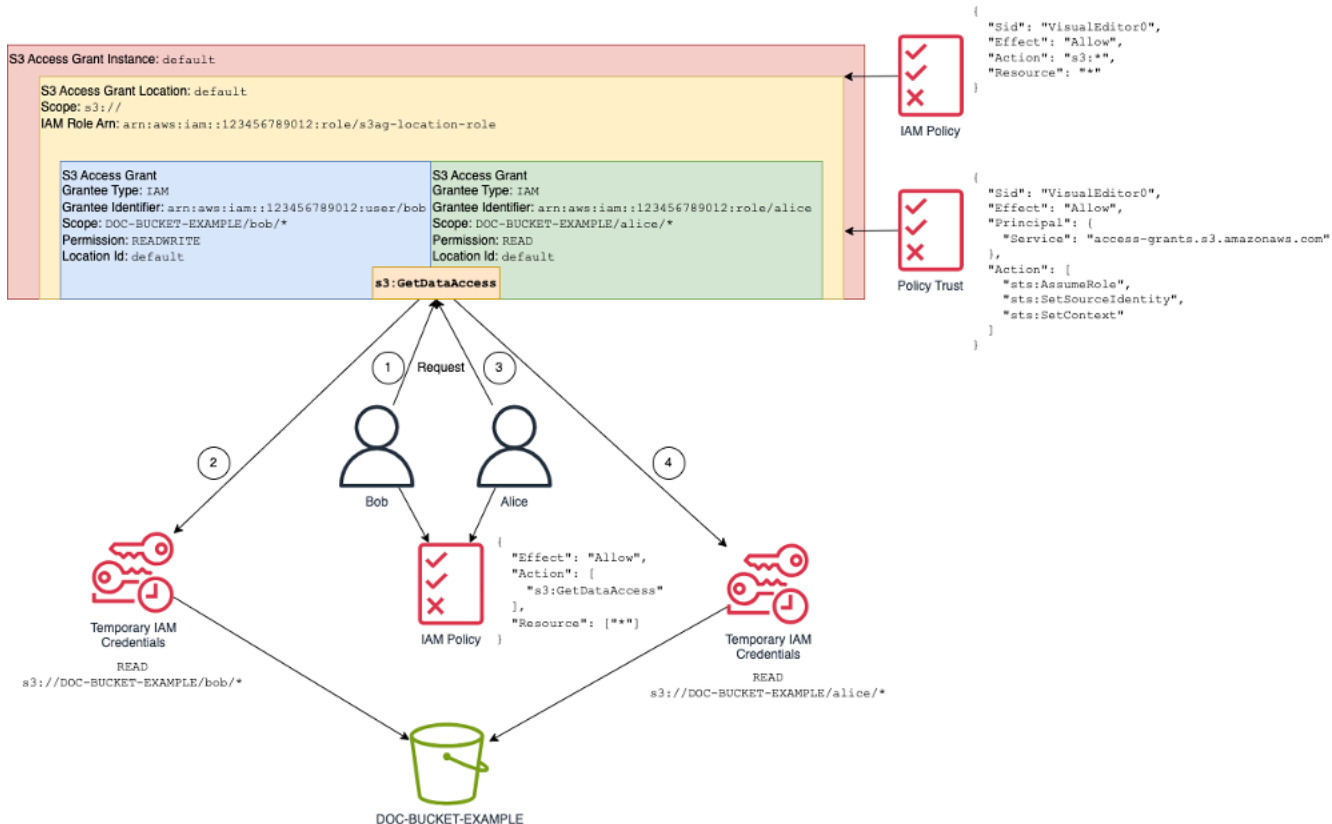 S3 Access Grant Instance: default
S3 Access Grant Location: default
Scope: s3://
IAM Role Arn: arn:aws:iam::123456789012:role/s3ag-location-role
S3 Access Grant
Grantee Type: IAM
Grantee Identifier: arn:aws:iam::123456789012:user/bob
Scope: DOC-BUCKET-EXAMPLE/bob/*
Permission: READWRITE
Location Id: default
S3 Access Grant
Grantee Type: IAM
Grantee Identifier: arn:aws:iam::123456789012:role/alice
Scope: DOC-BUCKET-EXAMPLE/alice/*
Permission: READ
Location Id: default
s3:GetDataAccess
IAM Policy
{
"Sid": "VisualEditor0",
"Effect": "Allow",
"Action": "s3:*",
"Resource": "*"
}
Policy Trust
{
"Sid": "VisualEditor0",
"Effect": "Allow",
"Principal": {
"Service": "access-grants.s3.amazonaws.com"
},
"Action": [
"sts:AssumeRole",
"sts:SetSourceIdentity",
"sts:SetContext"
]
}
1
Request
3
2
4
Bob
Alice
IAM Policy
{
"Effect": "Allow",
"Action": [
"s3:GetDataAccess"
],
"Resource": ["*"]
}
Temporary IAM
Credentials
READ
s3://DOC-BUCKET-EXAMPLE/bob/*
Temporary IAM
Credentials
READ
s3://DOC-BUCKET-EXAMPLE/alice/*
DOC-BUCKET-EXAMPLE